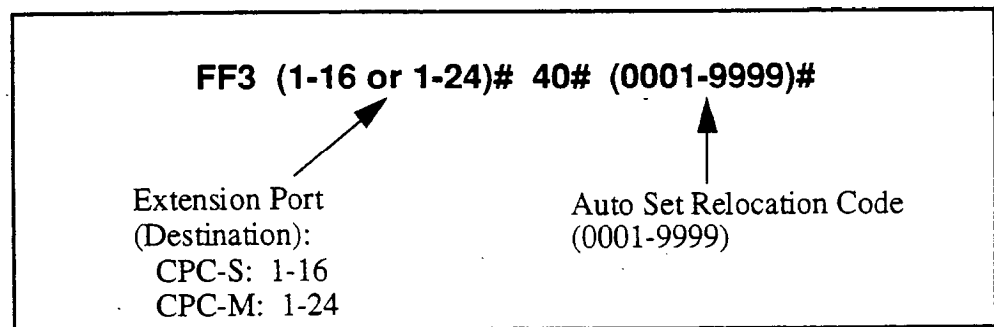 FF3 (1-16 or 1-24)# 40# (0001-9999)#
Extension Port
(Destination):
CPC-S: 1-16
CPC-M: 1-24
Auto Set Relocation Code
(0001-9999)